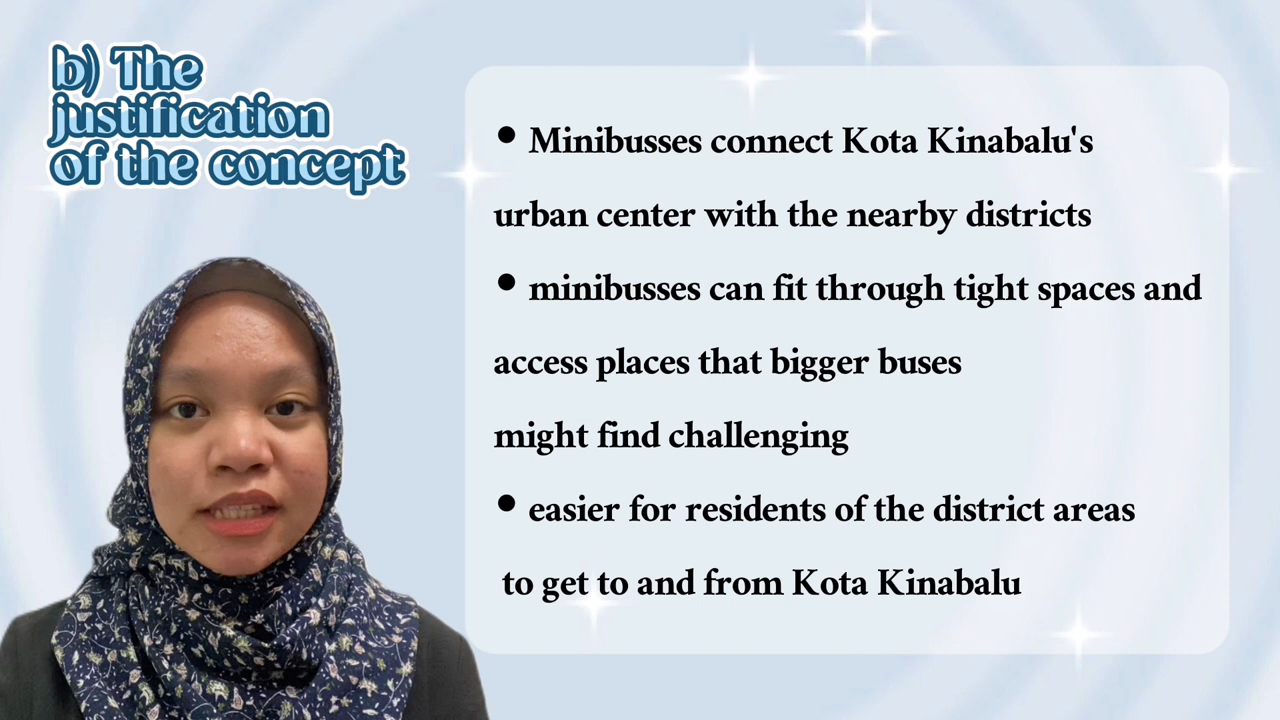 b) The
justification
of the concept
• Minibusses connect Kota Kinabalu's
urban center with the nearby districts
• minibusses can fit through tight spaces and
access places that bigger buses
might find challenging
• easier for residents of the district areas
to get to and from Kota Kinabalu